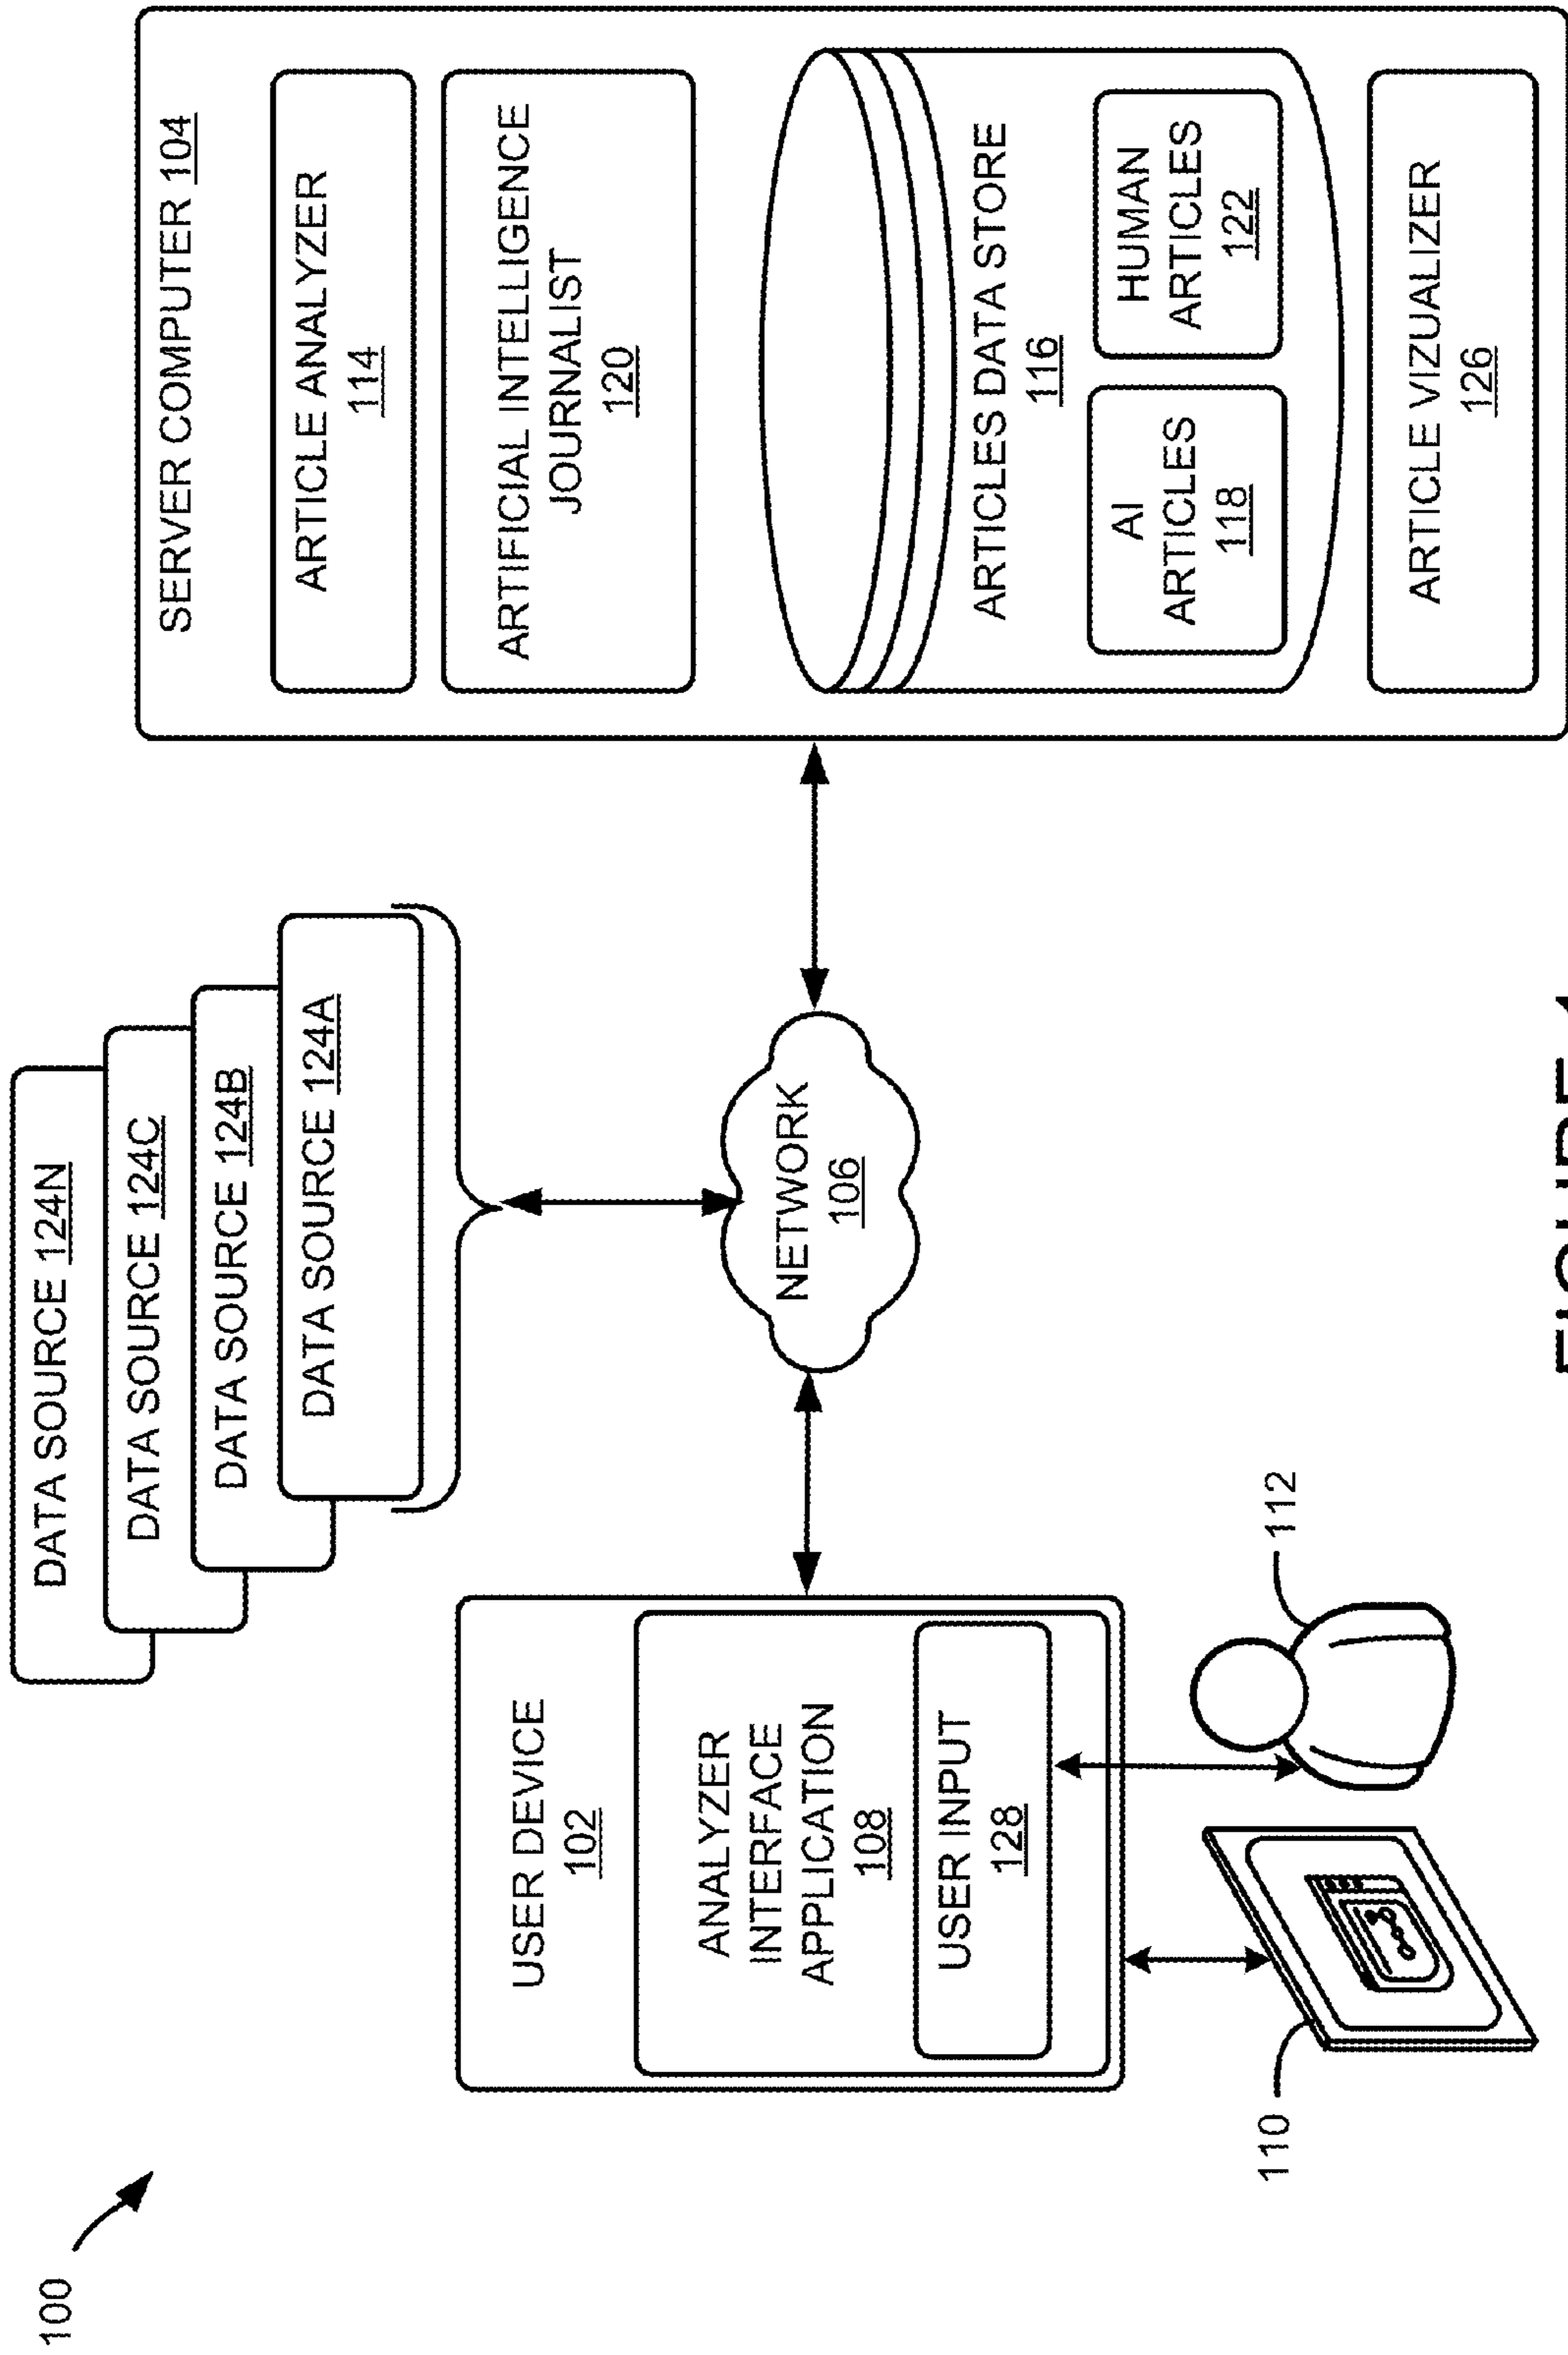 100
DATA SOURCE 124N
DATA SOURCE 124C
DATA SOURCE 124B
DATA SOURCE 124A
SERVER COMPUTER 104
ARTICLE ANALYZER
114
ARTIFICIAL INTELLIGENCE
JOURNALIST
120
ARTICLES DATA STORE
116
AI
ARTICLES
118
HUMAN
ARTICLES
122
ARTICLE VIZUALIZER
126
NETWORK
106
USER DEVICE
102
ANALYZER
INTERFACE
APPLICATION
108
USER INPUT
128
110
112
FIGURE 1